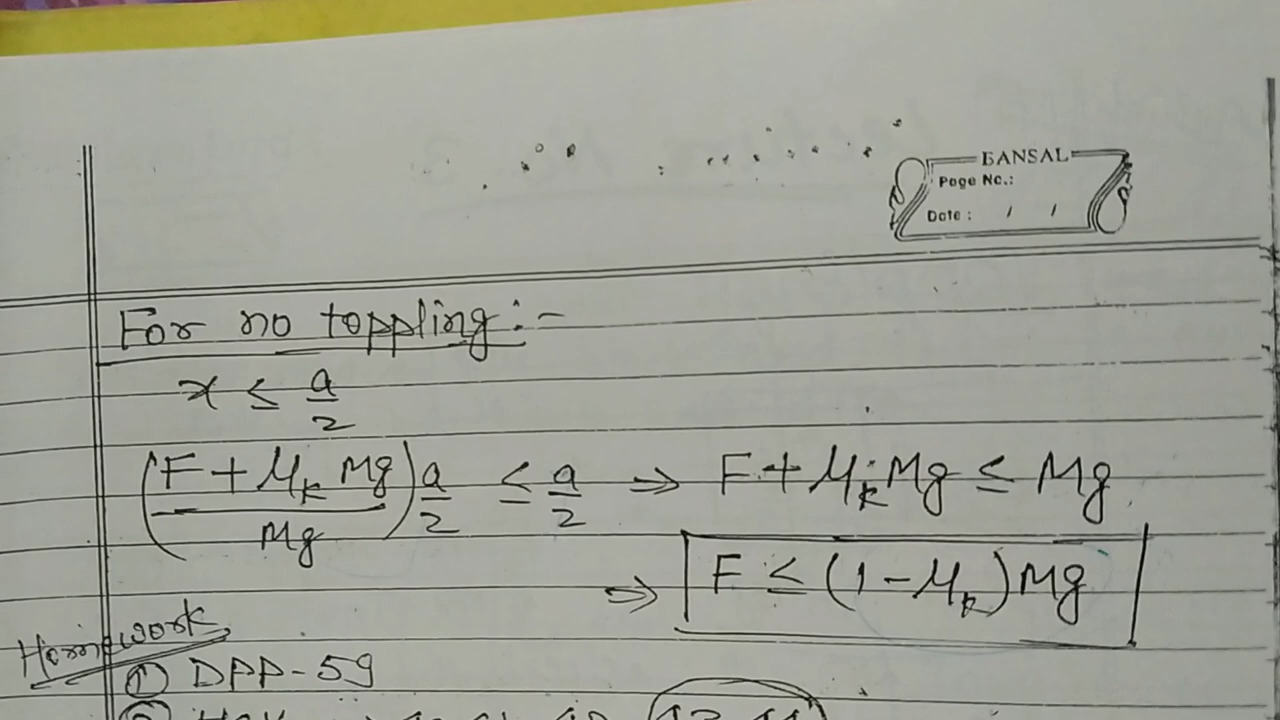 BANSAL
Page No.:
Date : / /
For no toppling :-
x ≤ a/2
((F + μₖ Mg)/Mg) a/2 ≤ a/2 ⇒ F + μₖ Mg ≤ Mg
⇒ F ≤ (1 - μₖ) Mg
Homework
① DPP - 59